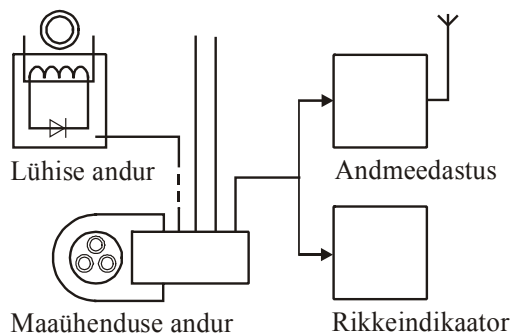 Lühise andur
Andmeedastus
Maaühenduse andur
Rikkeindikaator